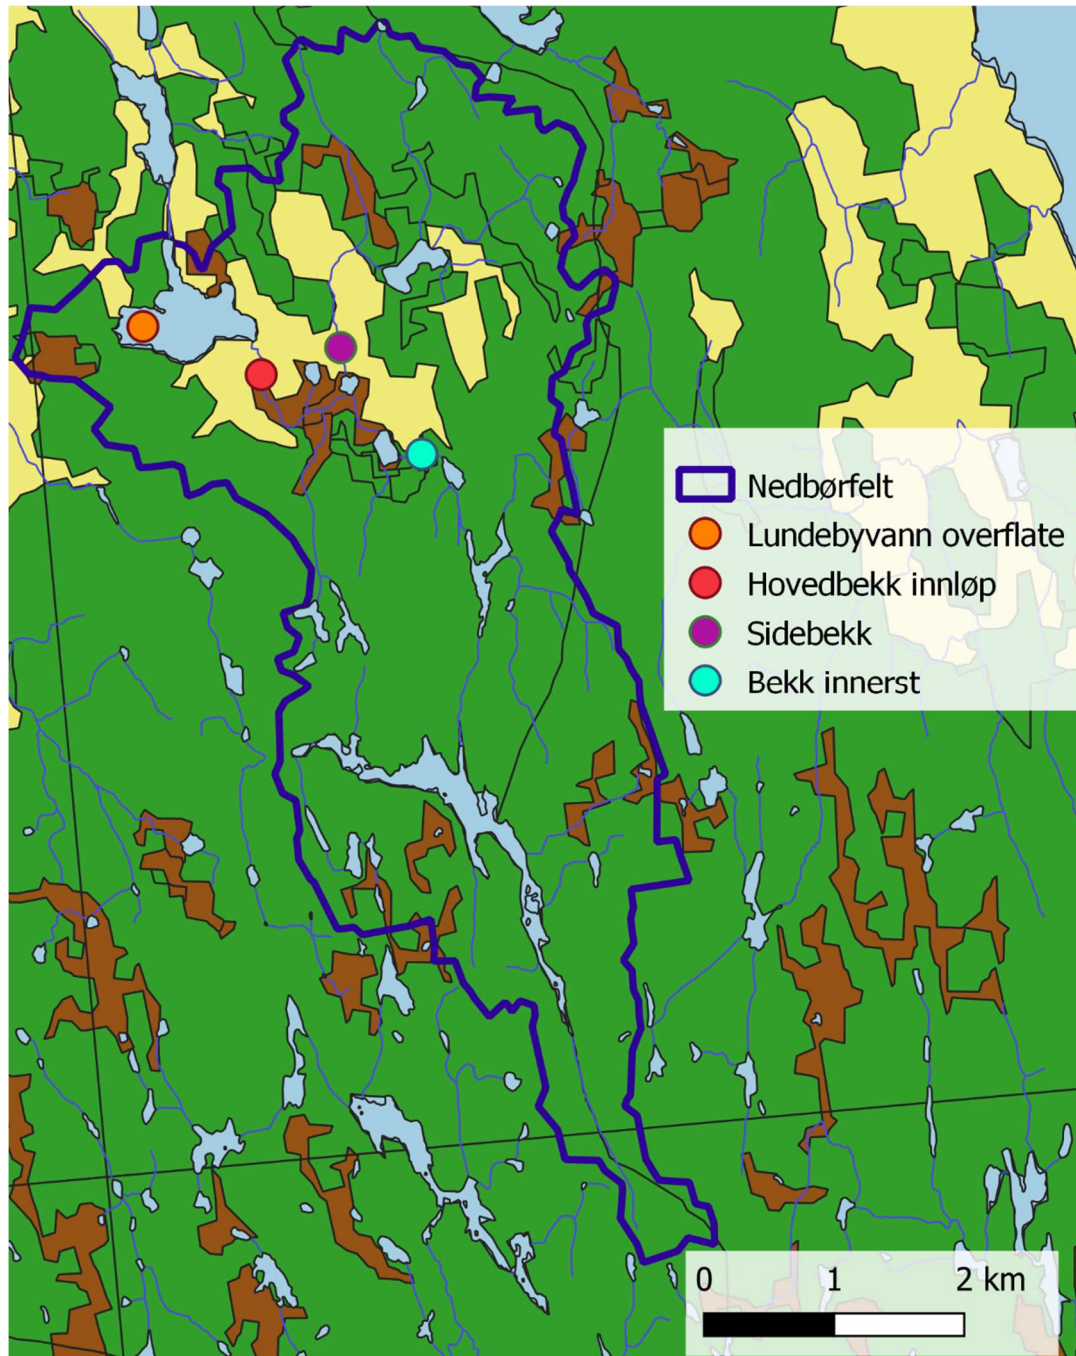 Nedbørfelt
Lundebyvann overflate
Hovedbekk innløp
Sidebekk
Bekk innerst
0 1 2 km